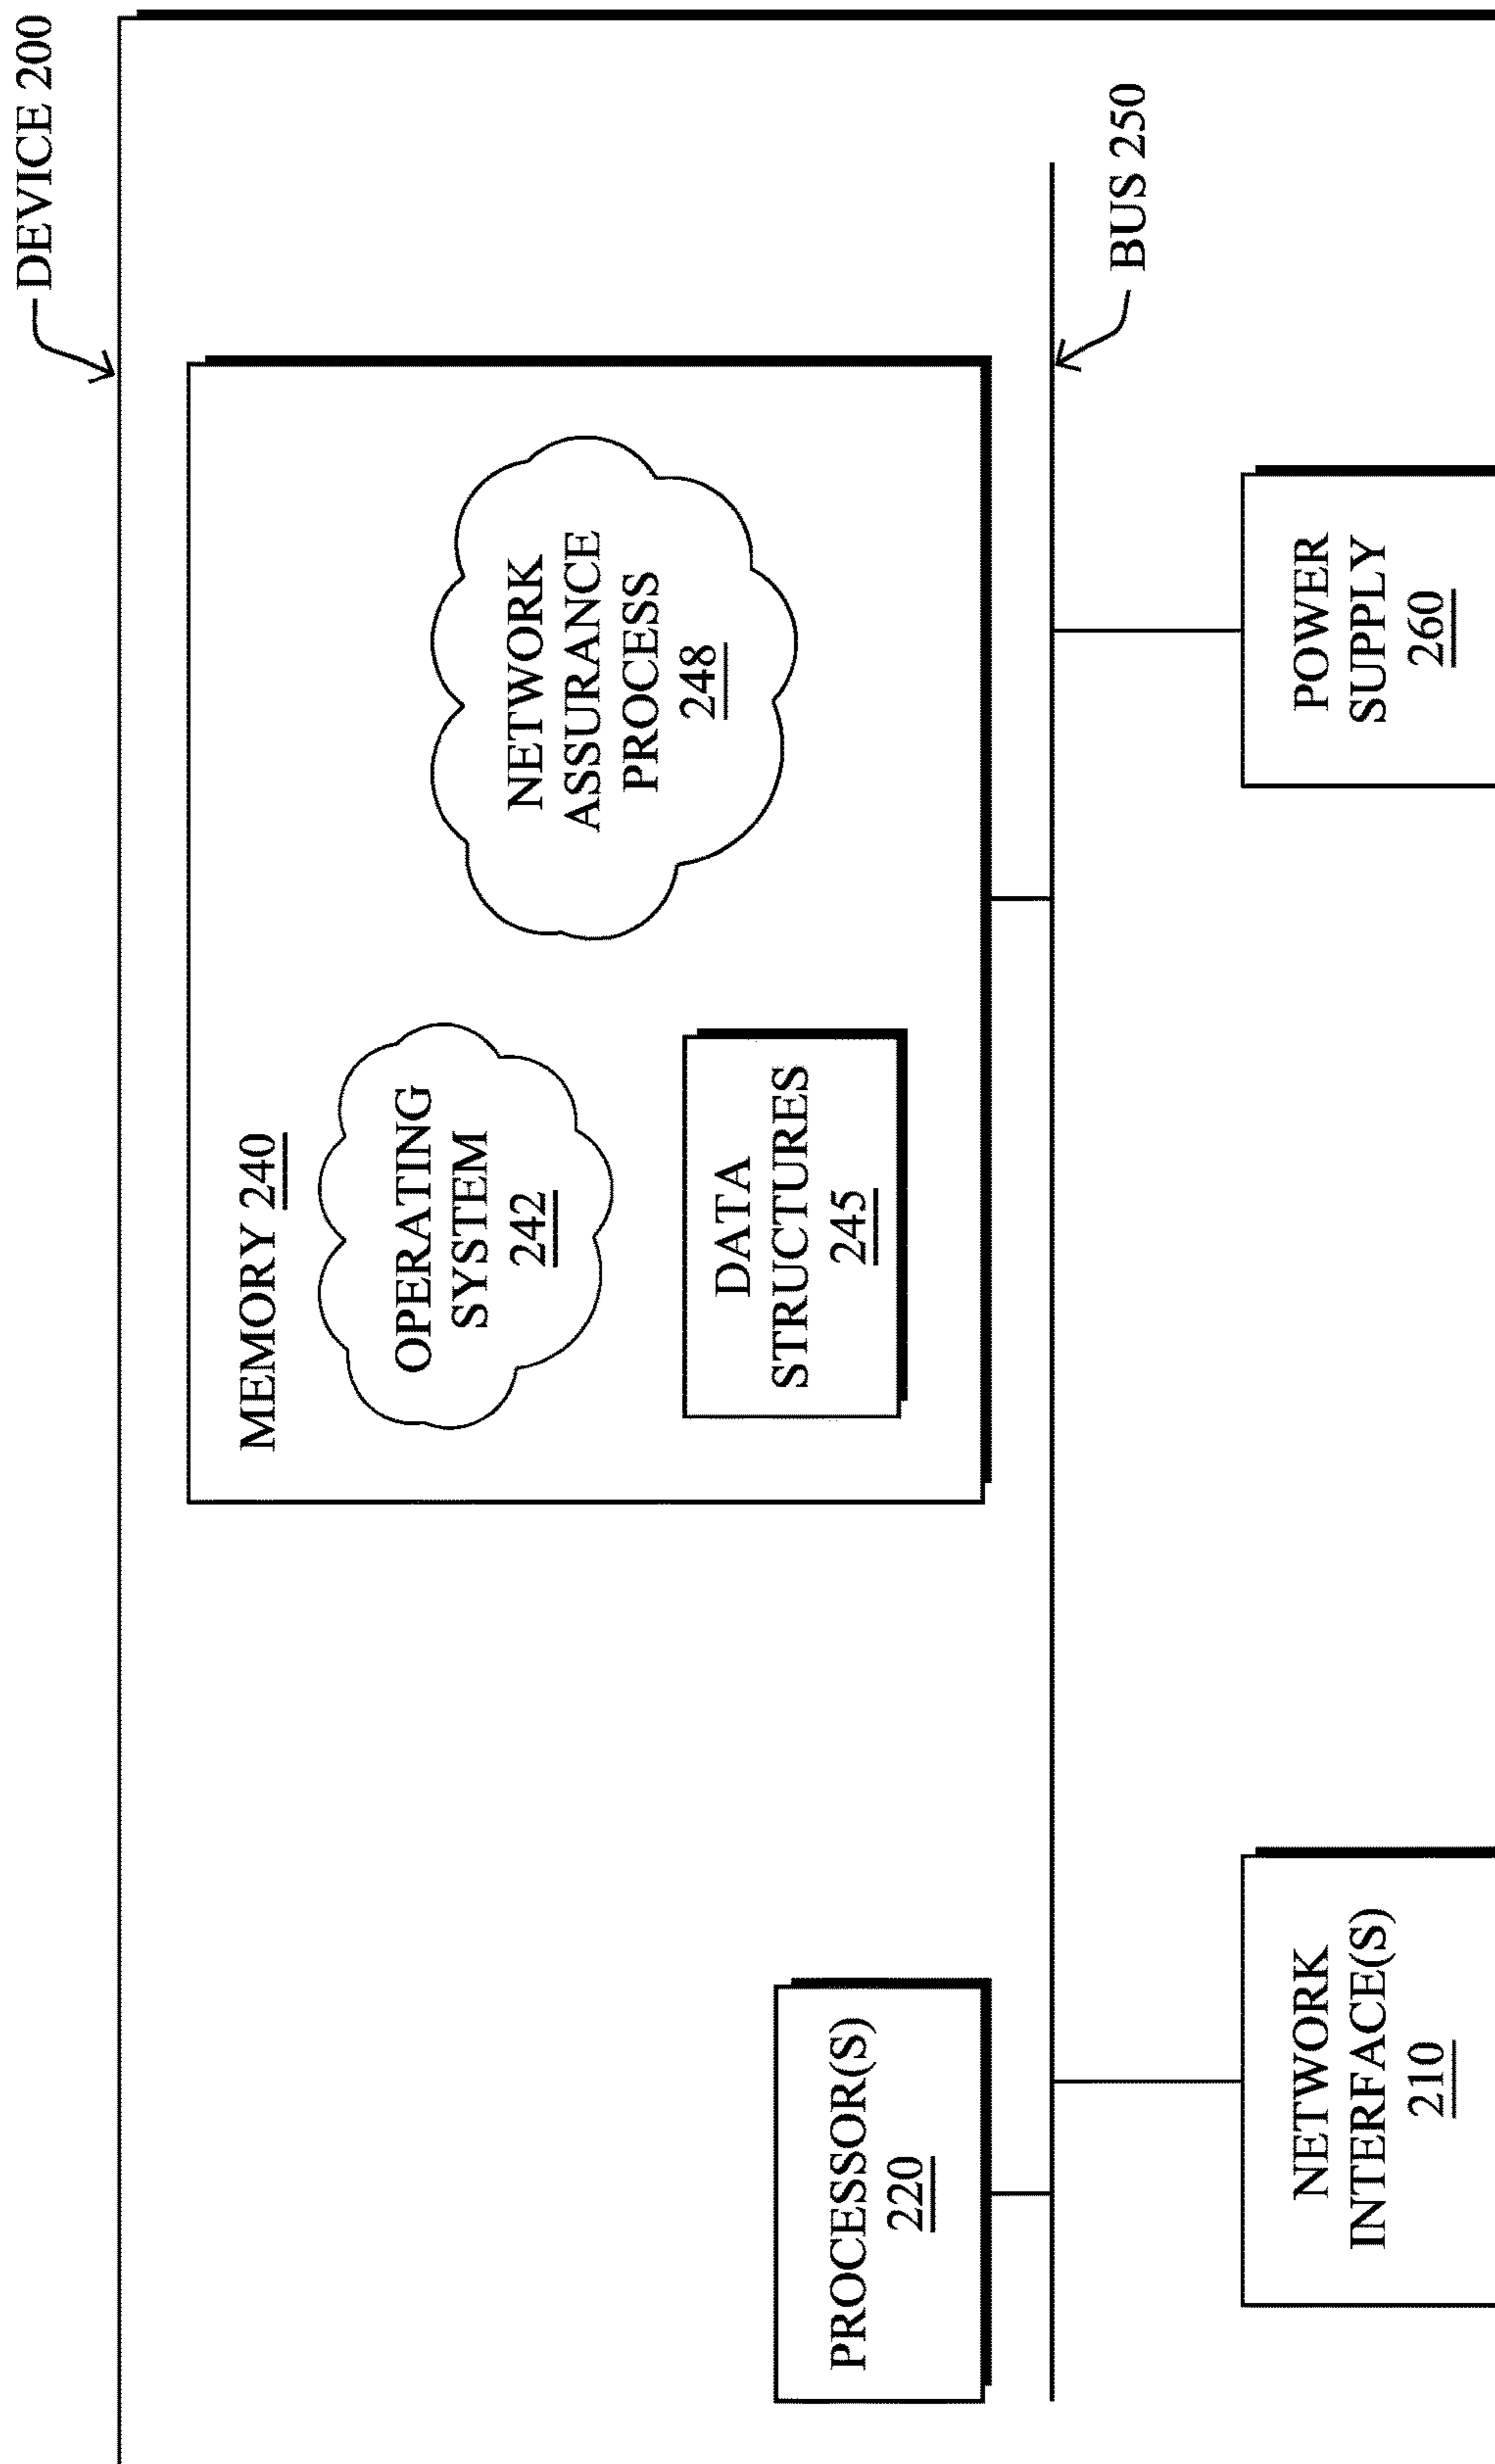 DEVICE 200
MEMORY 240
OPERATING
SYSTEM
242
DATA
STRUCTURES
245
NETWORK
ASSURANCE
PROCESS
248
PROCESSOR(S)
220
BUS 250
NETWORK
INTERFACE(S)
210
POWER
SUPPLY
260